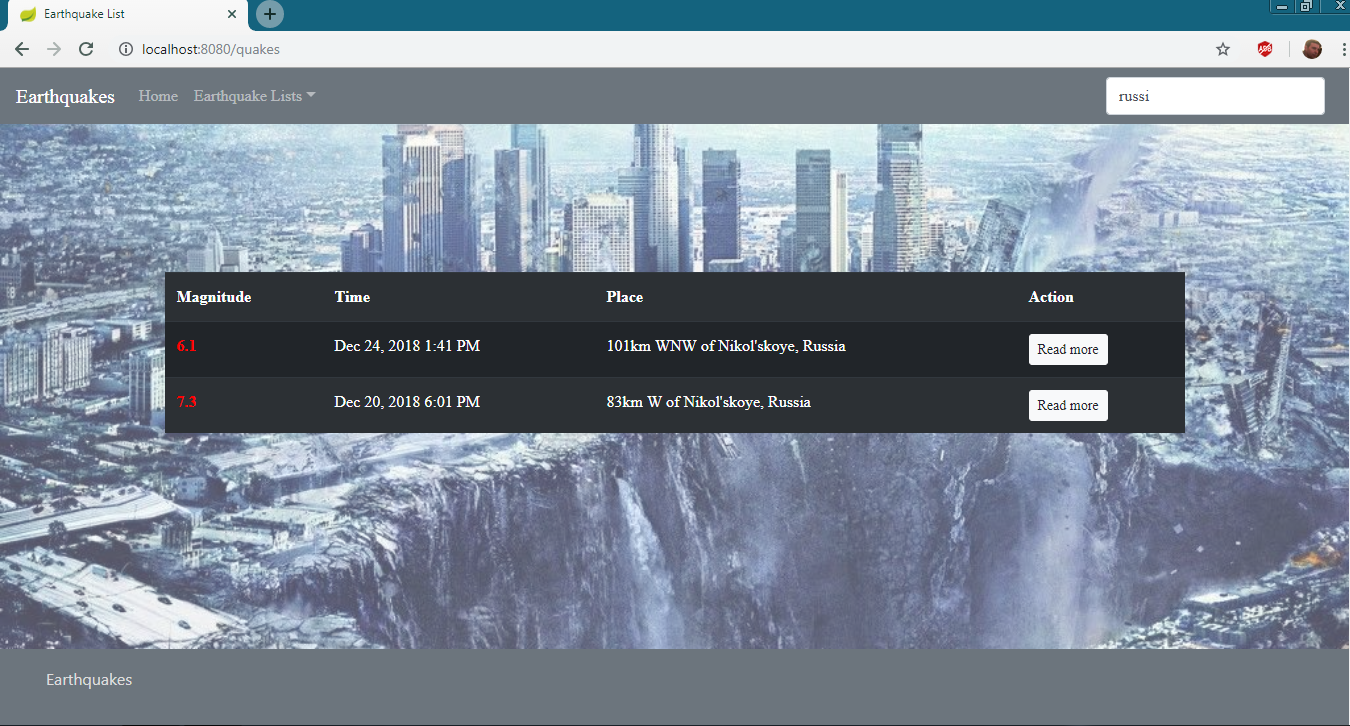 Earthquake List
localhost:8080/quakes
ABP
Earthquakes Home Earthquake Lists russi
Magnitude Time Place Action
6.1 Dec 24, 2018 1:41 PM 101km WNW of Nikol'skoye, Russia Read more
7.3 Dec 20, 2018 6:01 PM 83km W of Nikol'skoye, Russia Read more
Earthquakes